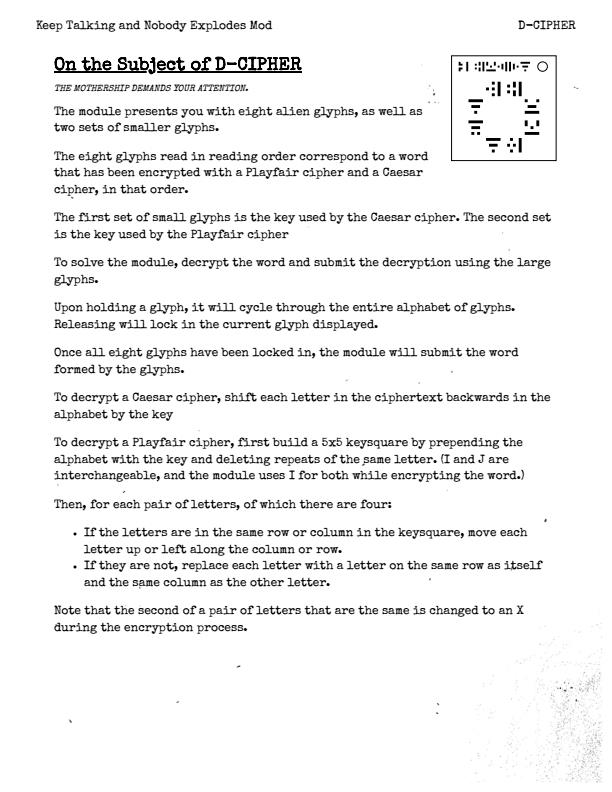 Keep Talking and Nobody Explodes Mod D-CIPHER
On the Subject of D-CIPHER
THE MOTHERSHIP DEMANDS YOUR ATTENTION.
The module presents you with eight alien glyphs, as well as
two sets of smaller glyphs.
The eight glyphs read in reading order correspond to a word
that has been encrypted with a Playfair cipher and a Caesar
cipher, in that order.
The first set of small glyphs is the key used by the Caesar cipher. The second set
is the key used by the Playfair cipher
To solve the module, decrypt the word and submit the decryption using the large
glyphs.
Upon holding a glyph, it will cycle through the entire alphabet of glyphs.
Releasing will lock in the current glyph displayed.
Once all eight glyphs have been locked in, the module will submit the word
formed by the glyphs.
To decrypt a Caesar cipher, shift each letter in the ciphertext backwards in the
alphabet by the key
To decrypt a Playfair cipher, first build a 5x5 keysquare by prepending the
alphabet with the key and deleting repeats of the same letter. (I and J are
interchangeable, and the module uses I for both while encrypting the word.)
Then, for each pair of letters, of which there are four:
• If the letters are in the same row or column in the keysquare, move each
letter up or left along the column or row.
• If they are not, replace each letter with a letter on the same row as itself
and the same column as the other letter.
Note that the second of a pair of letters that are the same is changed to an X
during the encryption process.